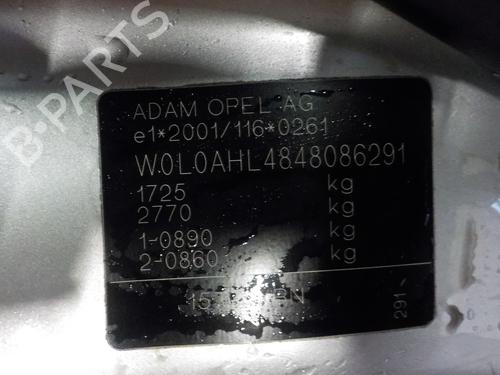 B-PARTS
ADAM OPEL AG
e1*2001/116*0261
W0L0AHL4848086291
1725 kg
2770 kg
1-0890 kg
2-0860 kg
291